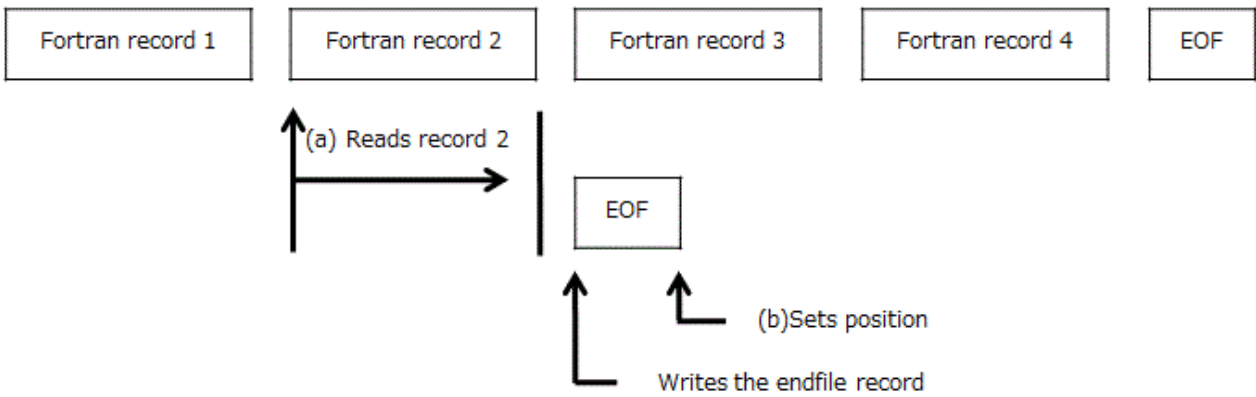 Fortran record 1 Fortran record 2 Fortran record 3 Fortran record 4 EOF
(a) Reads record 2
EOF
(b)Sets position
Writes the endfile record